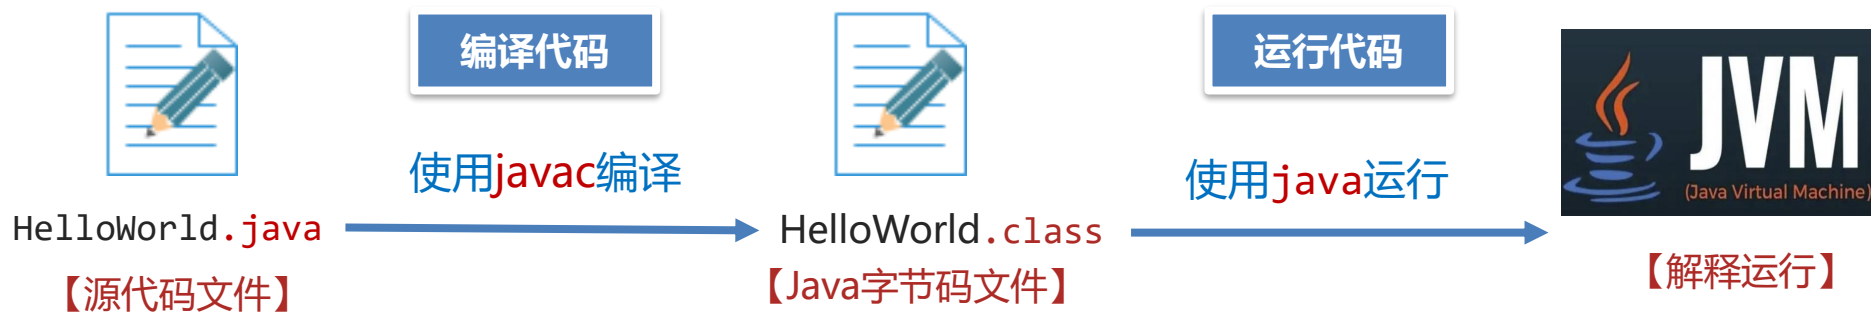 编译代码
运行代码
JVM
(Java Virtual Machine)
使用javac编译
使用java运行
HelloWorld.java
HelloWorld.class
【源代码文件】
【Java字节码文件】
【解释运行】